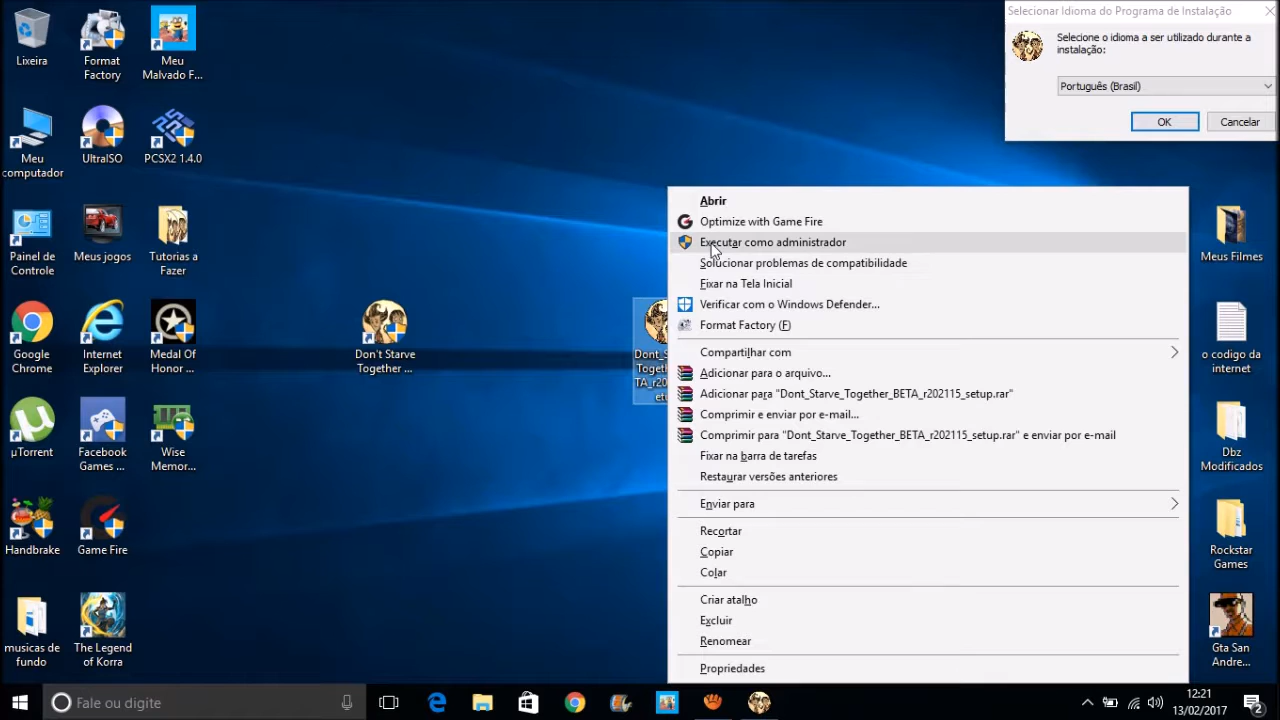 Lixeira
Format
Factory
Meu
Malvado F...
Meu
computador
UltraISO
PCSX2 1.4.0
Painel de
Controle
Meus jogos
Tutorias a
Fazer
Google
Chrome
Internet
Explorer
Medal Of
Honor ...
µTorrent
Facebook
Games ...
Wise
Memor...
Handbrake
Game Fire
musicas de
fundo
The Legend
of Korra
Don't Starve
Together ...
Dont_S
Together
Selecionar Idioma do Programa de Instalação
Selecione o idioma a ser utilizado durante a
instalação:
Português (Brasil)
OK
Cancelar
Abrir
Optimize with Game Fire
Executar como administrador
Solucionar problemas de compatibilidade
Fixar na Tela Inicial
Verificar com o Windows Defender...
Format Factory (F)
Compartilhar com
Adicionar para o arquivo...
Adicionar para "Dont_Starve_Together_BETA_r202115_setup.rar"
Comprimir e enviar por e-mail...
Comprimir para "Dont_Starve_Together_BETA_r202115_setup.rar" e enviar por e-mail
Fixar na barra de tarefas
Restaurar versões anteriores
Enviar para
Recortar
Copiar
Colar
Criar atalho
Excluir
Renomear
Propriedades
Meus Filmes
o codigo da
internet
Dbz
Modificados
Rockstar
Games
Gta San
Andre...
Fale ou digite
12:21
13/02/2017
2